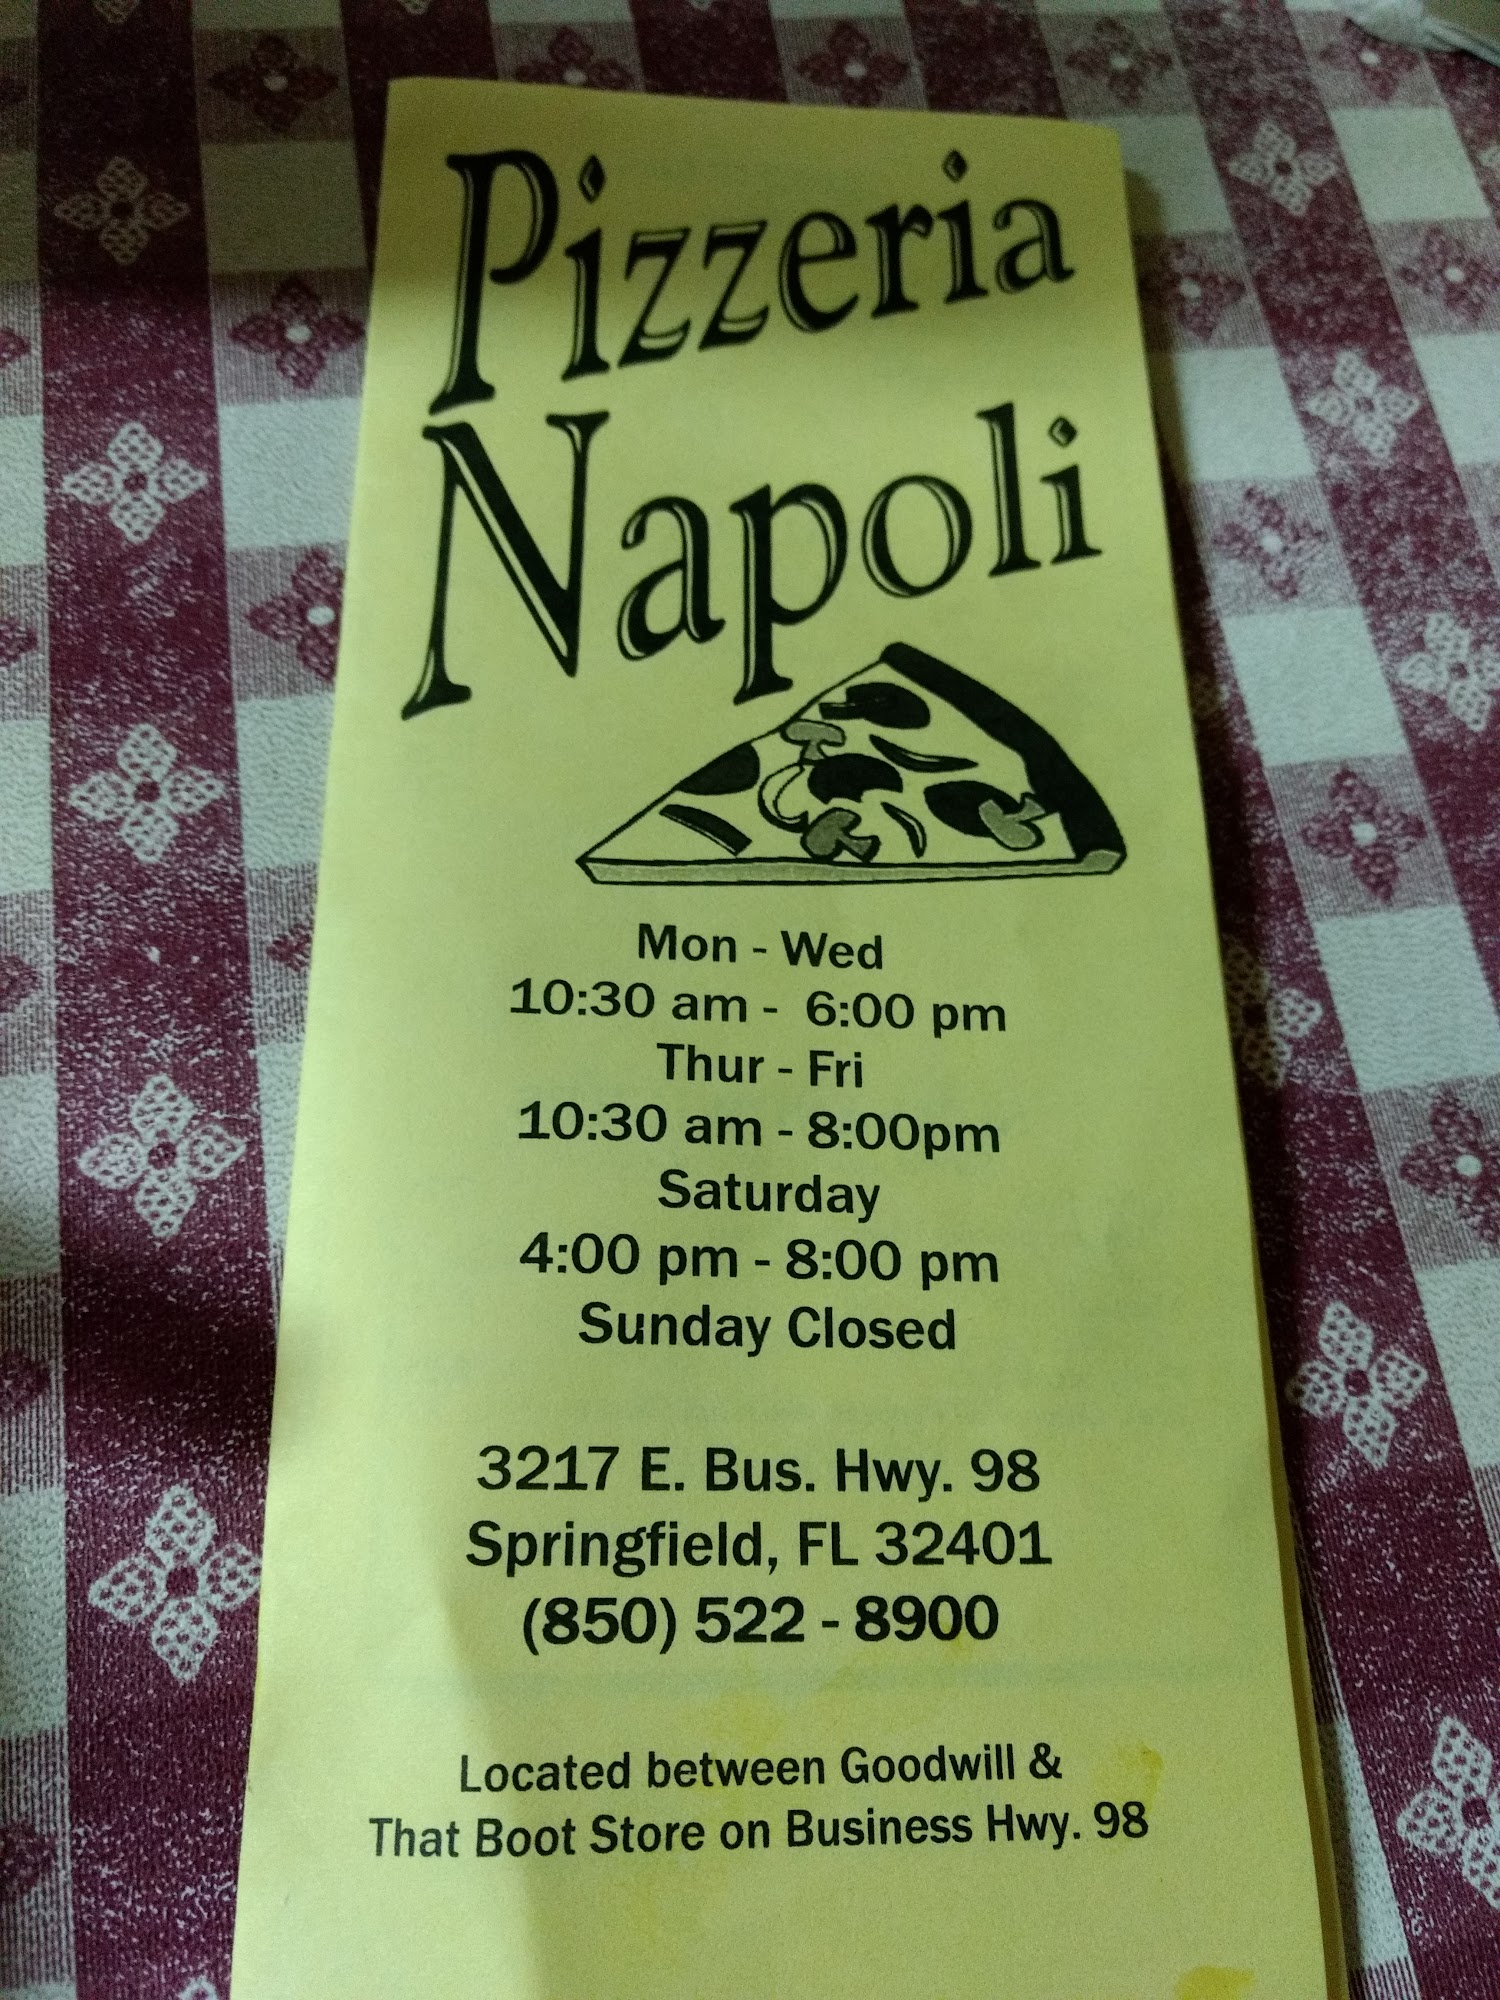 Pizzeria
Napoli
Mon - Wed
10:30 am - 6:00 pm
Thur - Fri
10:30 am - 8:00pm
Saturday
4:00 pm - 8:00 pm
Sunday Closed
3217 E. Bus. Hwy. 98
Springfield, FL 32401
(850) 522 - 8900
Located between Goodwill &
That Boot Store on Business Hwy. 98